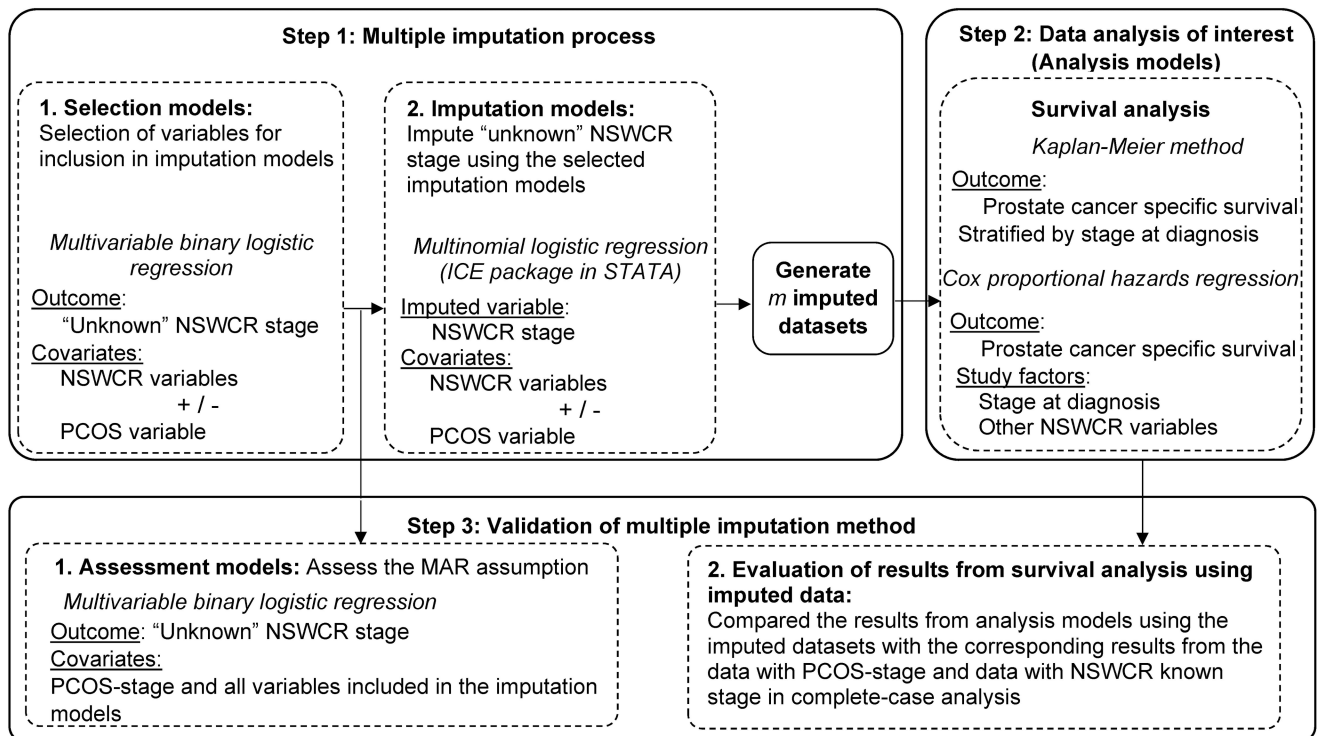 Step 1: Multiple imputation process
1. Selection models:
Selection of variables for
inclusion in imputation models
Multivariable binary logistic
regression
Outcome:
“Unknown” NSWCR stage
Covariates:
NSWCR variables
+ / -
PCOS variable
2. Imputation models:
Impute “unknown” NSWCR
stage using the selected
imputation models
Multinomial logistic regression
(ICE package in STATA)
Imputed variable:
NSWCR stage
Covariates:
NSWCR variables
+ / -
PCOS variable
Generate
m imputed
datasets
Step 2: Data analysis of interest
(Analysis models)
Survival analysis
Kaplan-Meier method
Outcome:
Prostate cancer specific survival
Stratified by stage at diagnosis
Cox proportional hazards regression
Outcome:
Prostate cancer specific survival
Study factors:
Stage at diagnosis
Other NSWCR variables
Step 3: Validation of multiple imputation method
1. Assessment models: Assess the MAR assumption
Multivariable binary logistic regression
Outcome: “Unknown” NSWCR stage
Covariates:
PCOS-stage and all variables included in the imputation
models
2. Evaluation of results from survival analysis using
imputed data:
Compared the results from analysis models using the
imputed datasets with the corresponding results from the
data with PCOS-stage and data with NSWCR known
stage in complete-case analysis